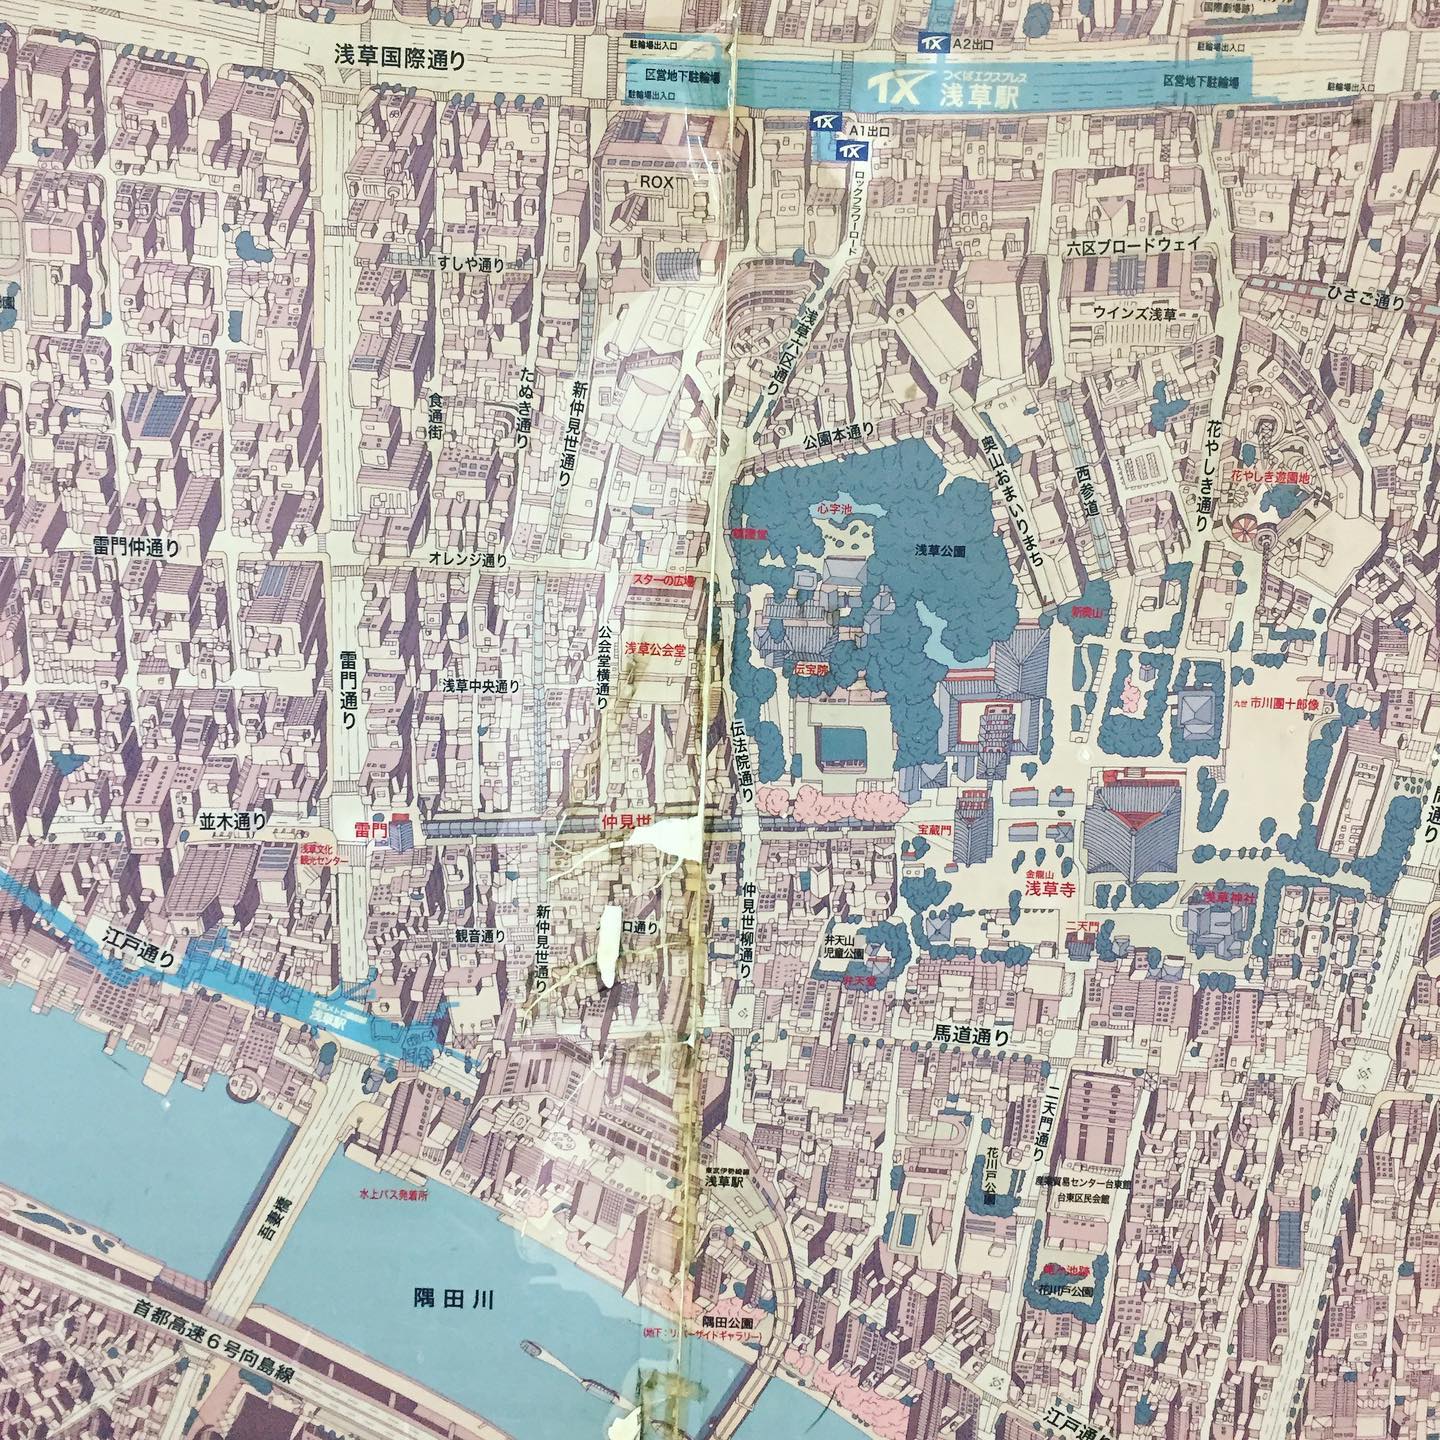 (国際劇場跡)
駐輪場出入口
A2出口
駐輪場出入口
浅草国際通り
区営地下駐輪場
つくばエクスプレス
浅草駅
区営地下駐輪場
駐輪場出入口
駐輪場出入口
A1出口
TX
ROX
ロックフラワーロード
六区ブロードウェイ
すしや通り
ひさご通り
ウインズ浅草
浅草六区通り
食通街
たぬき通り
新仲見世通り
公園本通り
奥山おまいりまち
西参道
花やしき通り
花やしき遊園地
心字池
浅草公園
雷門仲通り
オレンジ通り
スターの広場
新奥山
公会堂横通り
浅草公会堂
伝宝院
雷門通り
浅草中央通り
九世 市川團十郎像
伝法院通り
並木通り
雷門
浅草文化
観光センター
仲見世
宝蔵門
金龍山
浅草寺
浅草神社
二天門
江戸通り
観音通り
新仲見世通り
仲見世柳通り
弁天山
児童公園
弁天堂
浅草駅
馬道通り
二天門通り
花川戸公園
東武伊勢崎線
浅草駅
産業貿易センター台東館
台東区民会館
水上バス発着所
吾妻橋
花川戸公園
隅田川
首都高速6号向島線
隅田公園
(地下:リバーサイドギャラリー)
江戸通り